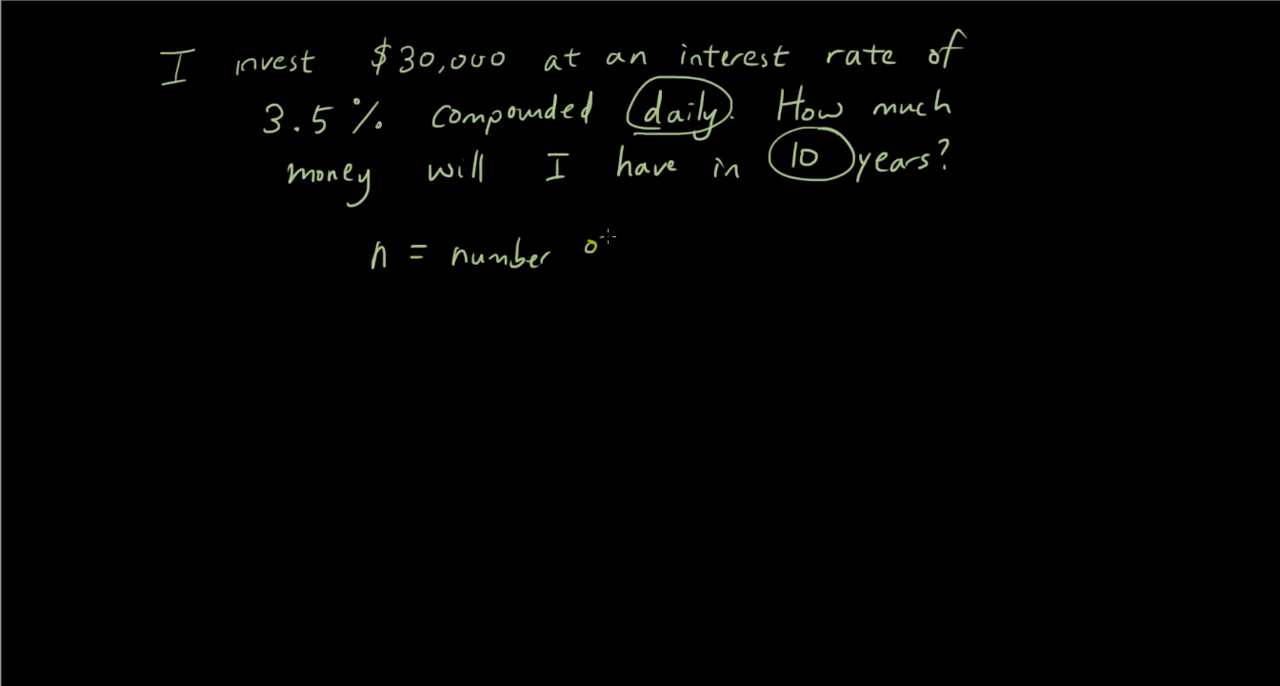 I invest $30,000 at an interest rate of
3.5% compounded daily. How much
money will I have in 10 years?
n = number o